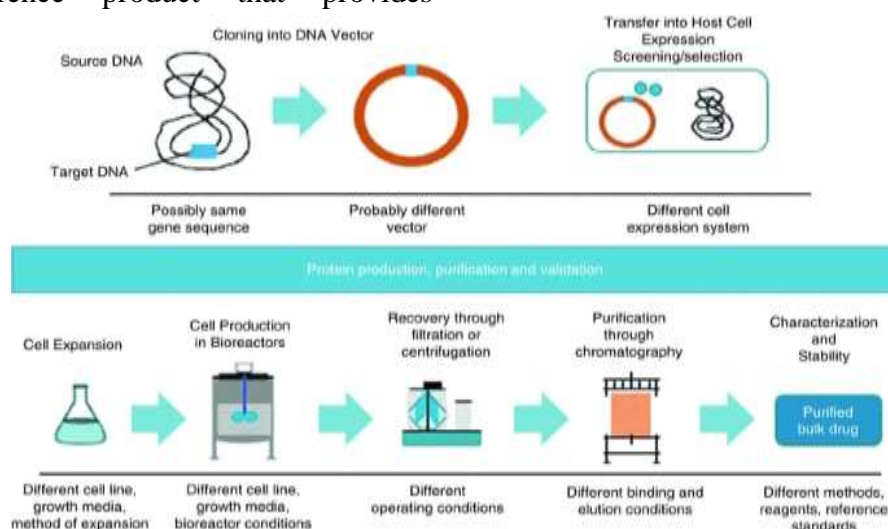 product that provides
Cloning into DNA Vector
Transfer into Host Cell
Expression
Screening/selection
Source DNA
Target DNA
Possibly same
gene sequence
Probably different
vector
Different cell
expression system
Protein production, purification and validation
Cell Expansion
Cell Production
in Bioreactors
Recovery through
filtration or
centrifugation
Purification
through
chromatography
Characterization
and
Stability
Purified
bulk drug
Different cell line,
growth media,
method of expansion
Different cell line,
growth media,
bioreactor conditions
Different
operating conditions
Different binding and
elution conditions
Different methods,
reagents, reference
standards